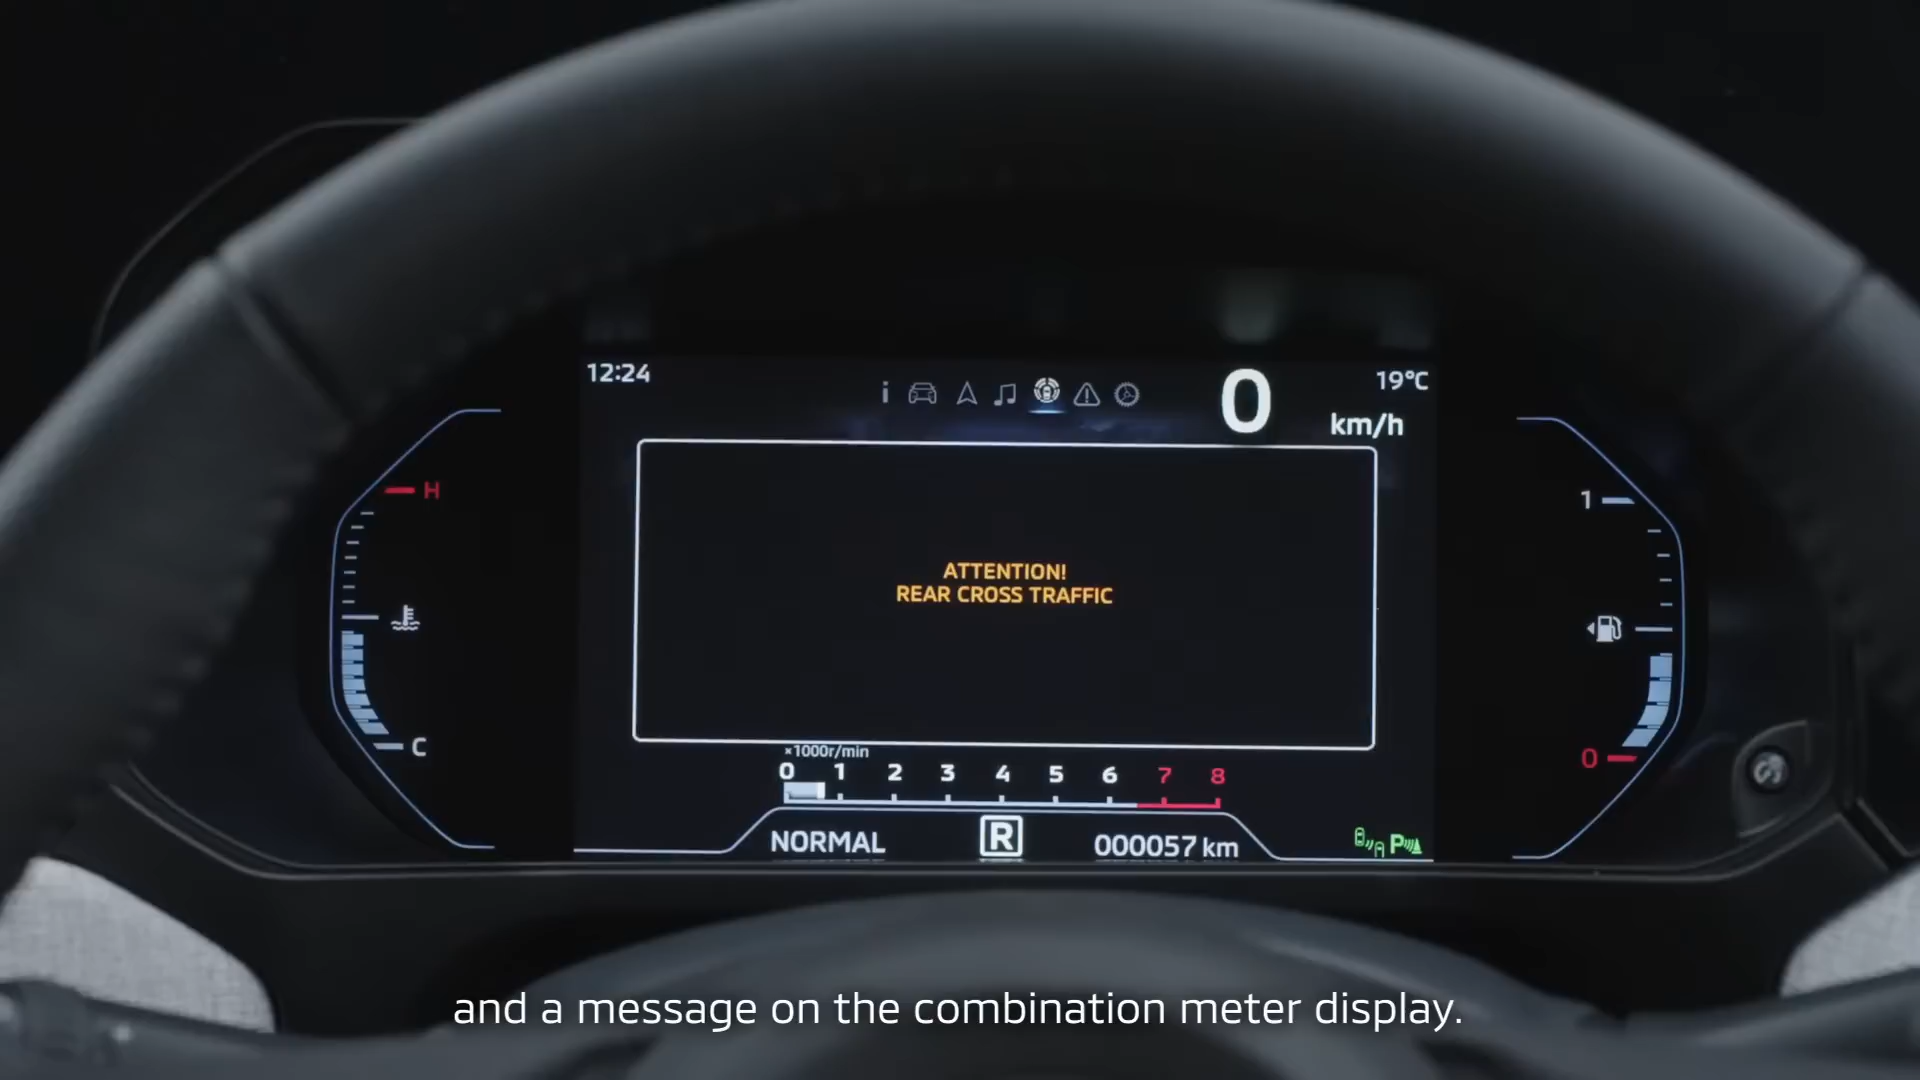 12:24
0
km/h
19°C
H
C
ATTENTION!
REAR CROSS TRAFFIC
1
0
×1000r/min
0 1 2 3 4 5 6 7 8
NORMAL
R
000057 km
P
and a message on the combination meter display.